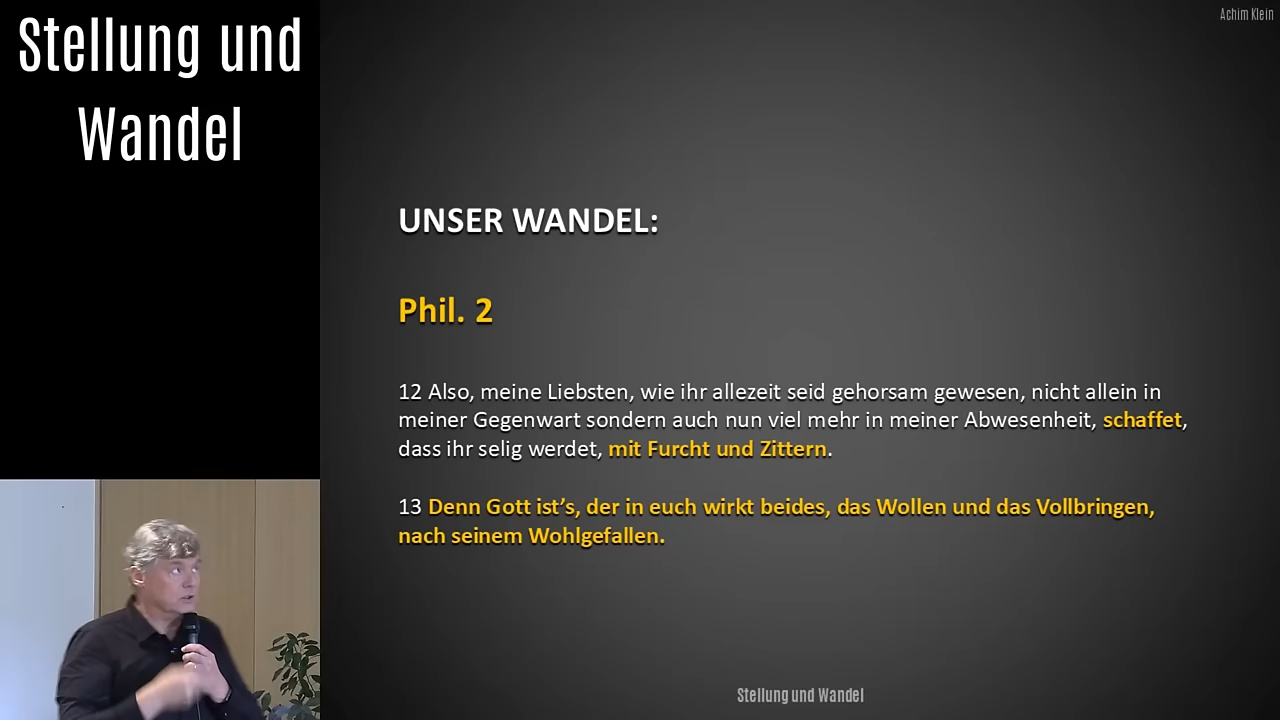 Stellung und
Wandel
Achim Klein
UNSER WANDEL:
Phil. 2
12 Also, meine Liebsten, wie ihr allezeit seid gehorsam gewesen, nicht allein in
meiner Gegenwart sondern auch nun viel mehr in meiner Abwesenheit, schaffet,
dass ihr selig werdet, mit Furcht und Zittern.
13 Denn Gott ist’s, der in euch wirkt beides, das Wollen und das Vollbringen,
nach seinem Wohlgefallen.
Stellung und Wandel